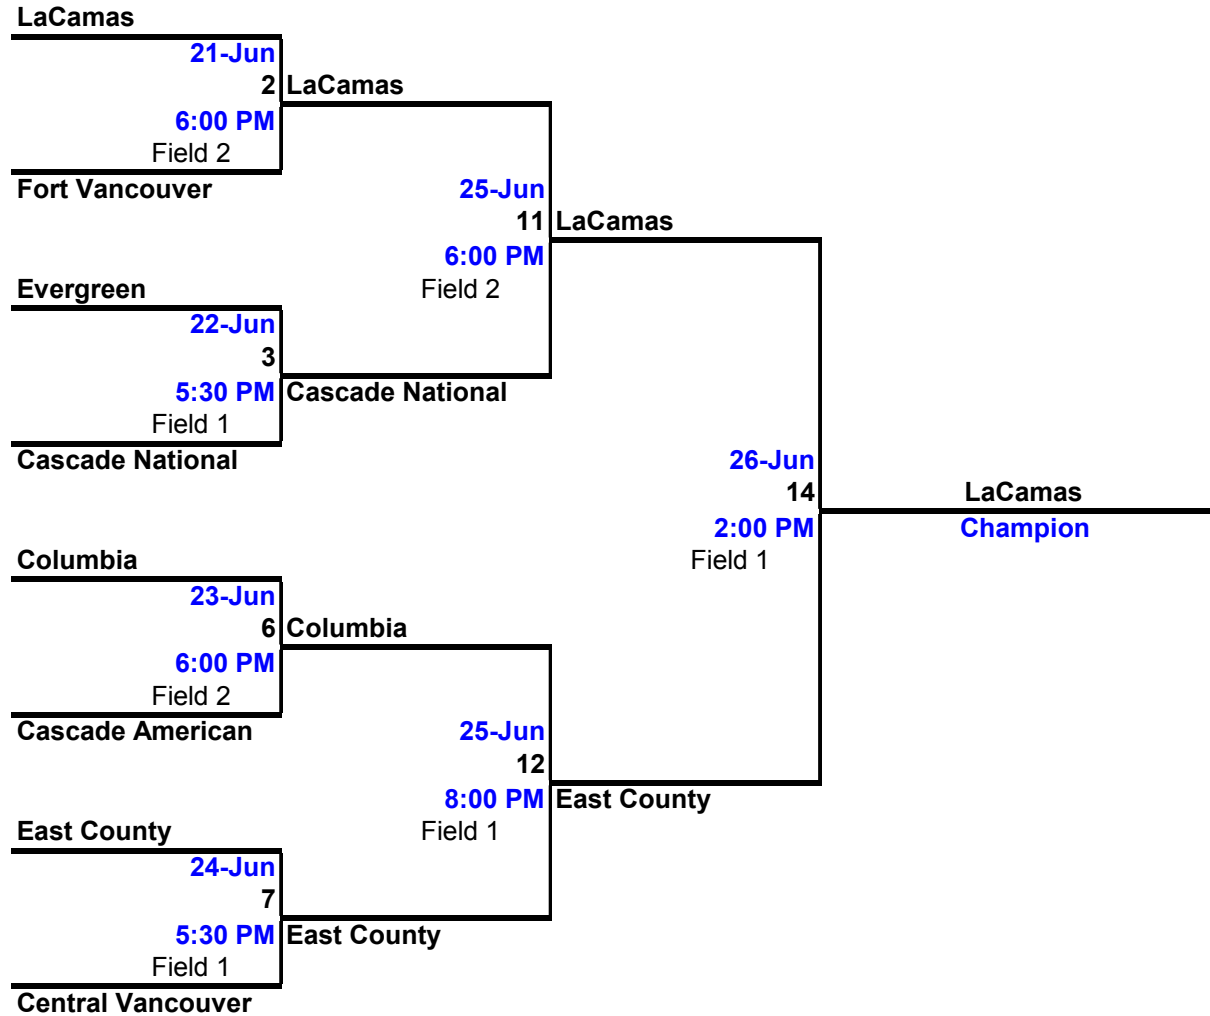 LaCamas
21-Jun
2 LaCamas
6:00 PM
Field 2
Fort Vancouver
25-Jun
11 LaCamas
6:00 PM
Evergreen
Field 2
22-Jun
3
5:30 PM Cascade National
Field 1
Cascade National
26-Jun
14 LaCamas
2:00 PM Champion
Columbia
Field 1
23-Jun
6 Columbia
6:00 PM
Field 2
Cascade American
25-Jun
12
8:00 PM East County
East County
Field 1
24-Jun
7
5:30 PM East County
Field 1
Central Vancouver